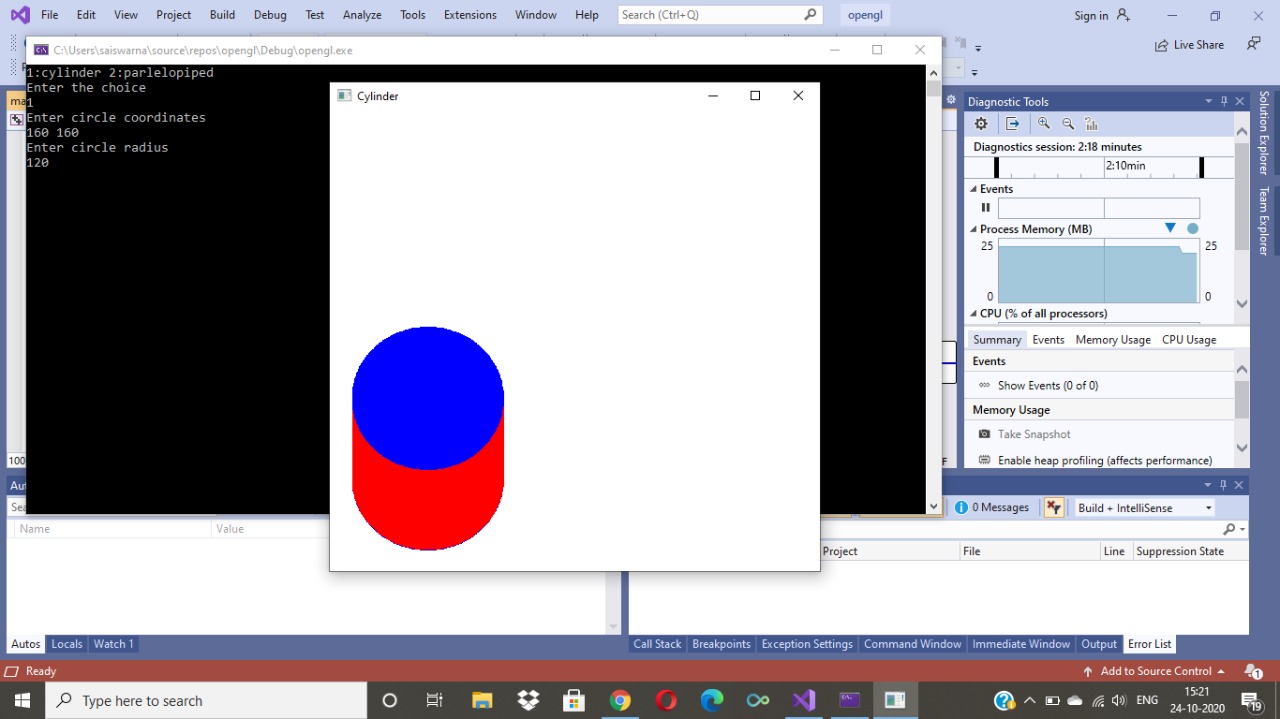 File Edit View Project Build Debug Test Analyze Tools Extensions Window Help Search (Ctrl+Q) opengl Sign in
C:\Users\saiswarna\source\repos\opengl\Debug\opengl.exe
Live Share
1:cylinder 2:parlelopiped
Enter the choice
1
Enter circle coordinates
160 160
Enter circle radius
120
Cylinder
Diagnostic Tools
Diagnostics session: 2:18 minutes
2:10min
Events
Process Memory (MB)
25 25
0 0
CPU (% of all processors)
Summary Events Memory Usage CPU Usage
Events
Show Events (0 of 0)
Memory Usage
Take Snapshot
Enable heap profiling (affects performance)
Solution Explorer
Team Explorer
ma
100
Aut
Sea
Name Value
0 Messages Build + IntelliSense
Project File Line Suppression State
Autos Locals Watch 1
Call Stack Breakpoints Exception Settings Command Window Immediate Window Output Error List
Ready Add to Source Control 1
Type here to search
ENG 15:21
24-10-2020 19